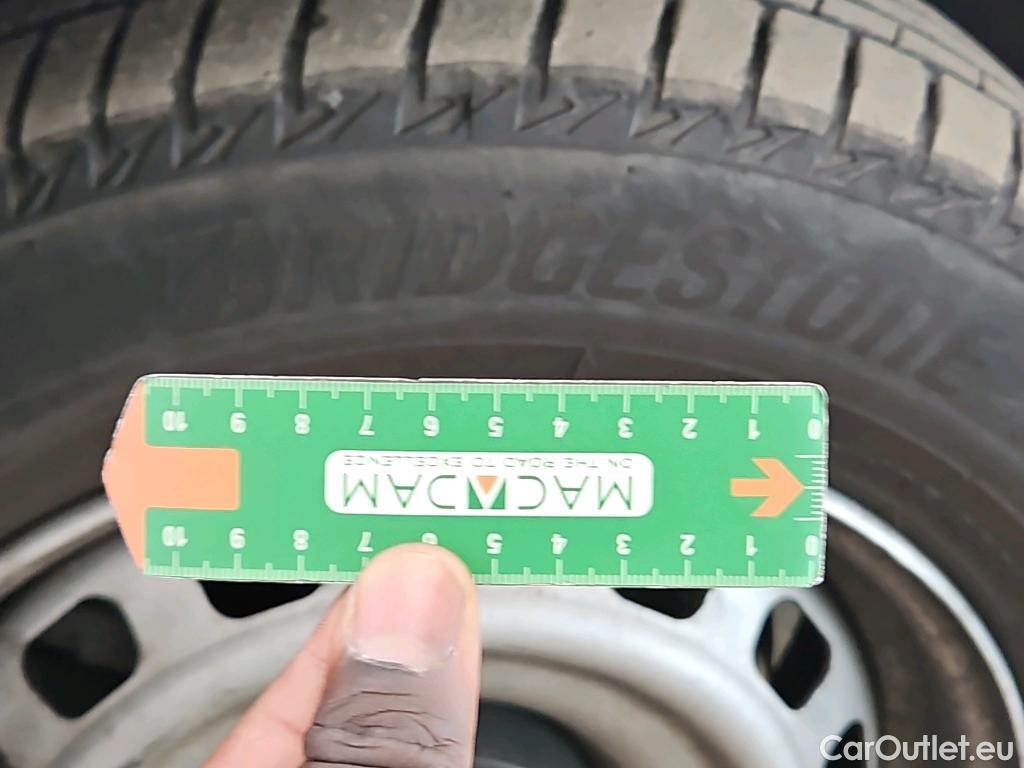 BRIDGESTONE
10 9 8 7 6 5 4 3 2 1 0
ON THE ROAD TO EXCELLENCE
MACADAM
10 9 8 7 6 5 4 3 2 1 0
CarOutlet.eu